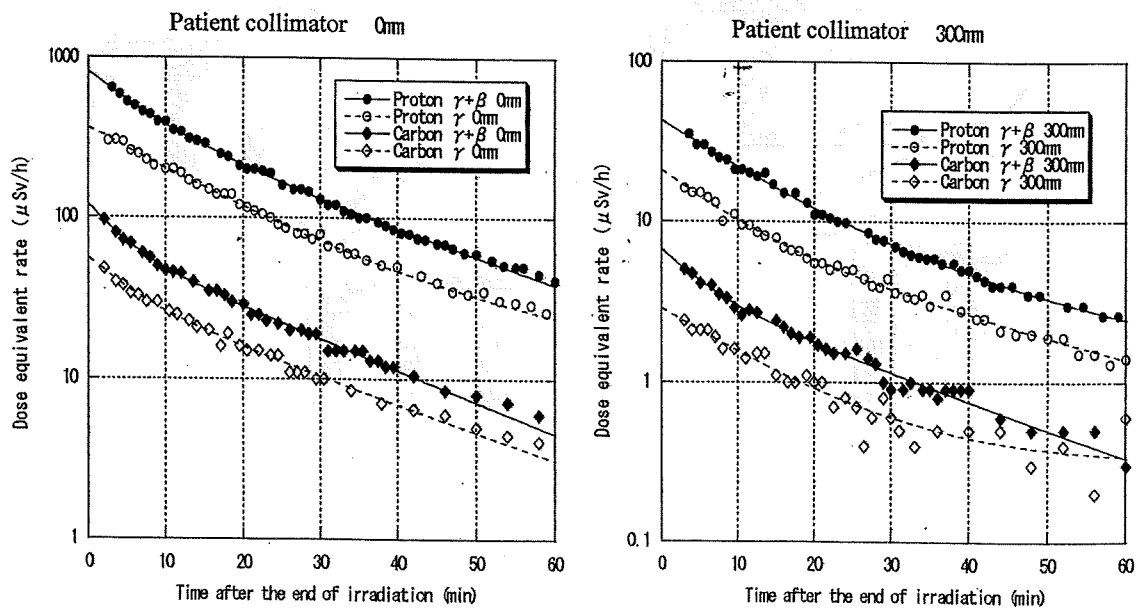 Patient collimator 0mm
1000
100
10
1
Dose equivalent rate (μSv/h)
Proton γ+β 0mm
Proton γ 0mm
Carbon γ+β 0mm
Carbon γ 0mm
0 10 20 30 40 50 60
Time after the end of irradiation (min)
Patient collimator 300mm
100
10
1
0.1
Dose equivalent rate (μSv/h)
Proton γ+β 300mm
Proton γ 300mm
Carbon γ+β 300mm
Carbon γ 300mm
0 10 20 30 40 50 60
Time after the end of irradiation (min)